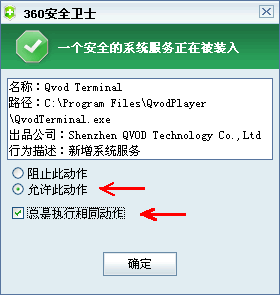 360安全卫士
一个安全的系统服务正在被装入
名称：Qvod Terminal
路径：C:\Program Files\QvodPlayer
\QvodTerminal.exe
出品公司：Shenzhen QVOD Technology Co.,Ltd
行为描述：新增系统服务
阻止此动作
允许此动作
总是执行相同动作
确定